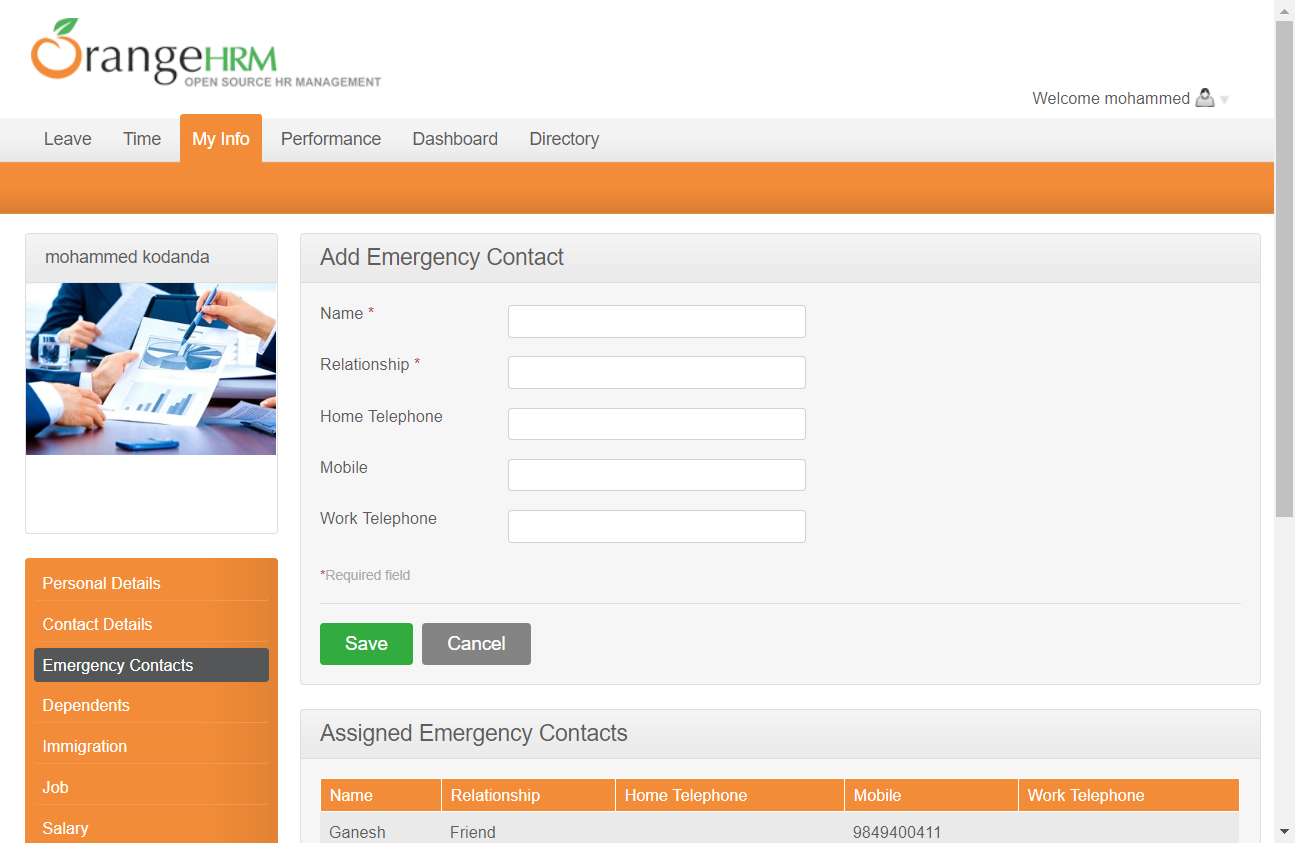 OrangeHRM
OPEN SOURCE HR MANAGEMENT
Welcome mohammed
Leave Time My Info Performance Dashboard Directory
mohammed kodanda
Personal Details
Contact Details
Emergency Contacts
Dependents
Immigration
Job
Salary
Add Emergency Contact
Name *
Relationship *
Home Telephone
Mobile
Work Telephone
*Required field
Save Cancel
Assigned Emergency Contacts
Name Relationship Home Telephone Mobile Work Telephone
Ganesh Friend 9849400411